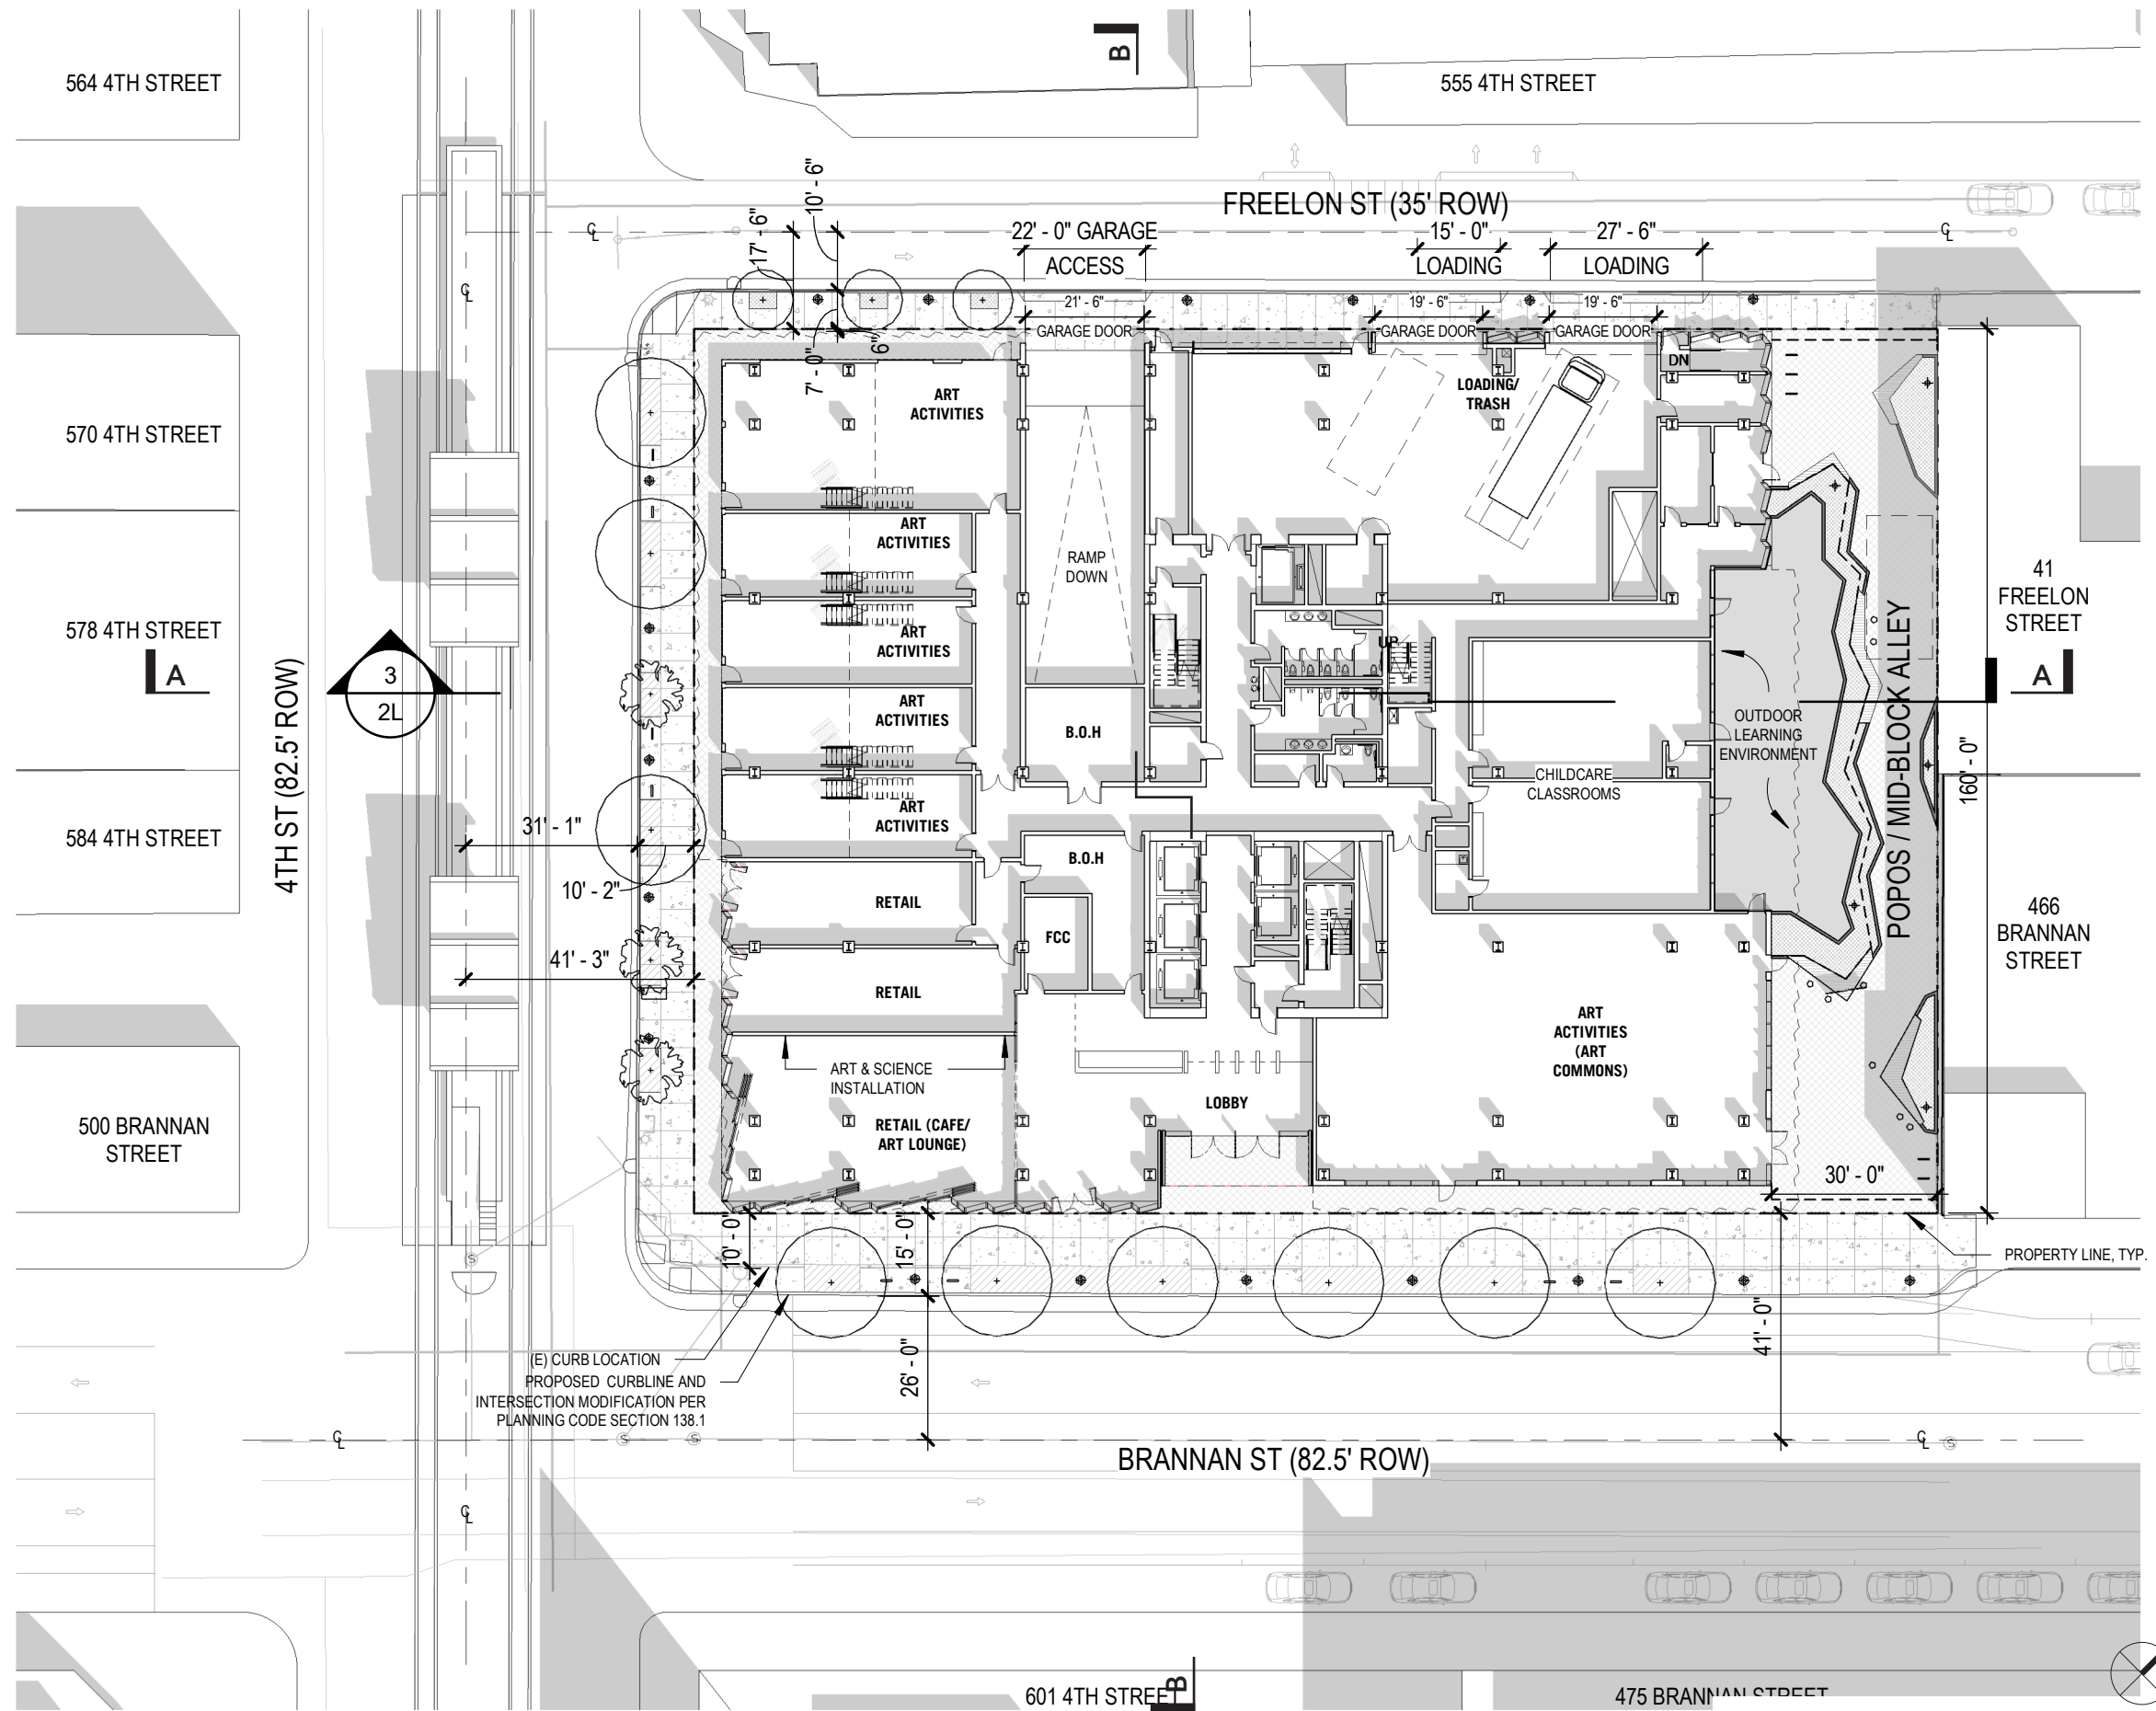 B
564 4TH STREET
555 4TH STREET
FREELON ST (35' ROW)
17' - 6"
10' - 6"
22' - 0" GARAGE
ACCESS
15' - 0"
LOADING
27' - 6"
LOADING
21' - 6"
GARAGE DOOR
19' - 6"
GARAGE DOOR
19' - 6"
GARAGE DOOR
7' - 0"
6"
DN
ART
ACTIVITIES
LOADING/
TRASH
570 4TH STREET
ART
ACTIVITIES
RAMP
DOWN
41
FREELON
STREET
578 4TH STREET
ART
ACTIVITIES
UP
A
3
2L
4TH ST (82.5' ROW)
ART
ACTIVITIES
B.O.H
OUTDOOR
LEARNING
ENVIRONMENT
POPOS / MID-BLOCK ALLEY
A
160' - 0"
CHILDCARE
CLASSROOMS
584 4TH STREET
31' - 1"
ART
ACTIVITIES
B.O.H
10' - 2"
RETAIL
466
BRANNAN
STREET
FCC
41' - 3"
RETAIL
ART
ACTIVITIES
(ART
COMMONS)
ART & SCIENCE
INSTALLATION
LOBBY
500 BRANNAN
STREET
RETAIL (CAFE/
ART LOUNGE)
30' - 0"
10' - 0"
15' - 0"
PROPERTY LINE, TYP.
26' - 0"
41' - 0"
(E) CURB LOCATION
PROPOSED CURBLINE AND
INTERSECTION MODIFICATION PER
PLANNING CODE SECTION 138.1
BRANNAN ST (82.5' ROW)
B
601 4TH STREET
475 BRANNAN STREET